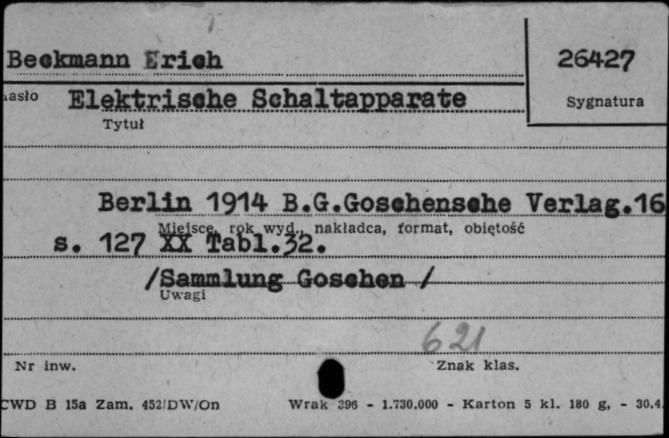 Beckmann Erich
26427
asło Elektrische Schaltapparate
Sygnatura
Tytuł
Berlin 1914 B.G.Goschensche Verlag.16
Miejsce, rok wyd., nakładca, format, objętość
s. 127 XX Tabl.32.
/Sammlung Goschen /
Uwagi
621
Nr inw.
Znak klas.
CWD B 15a Zam. 452/DW/On
Wrak 396 - 1.730.000 - Karton 5 kl. 180 g, - 30.4.